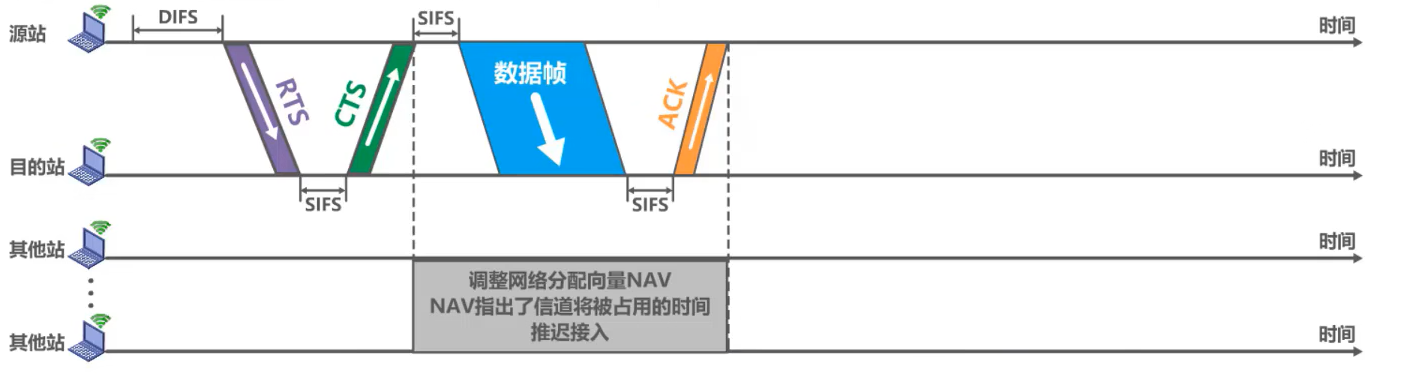 DIFS
SIFS
源站
时间
RTS
CTS
数据帧
ACK
目的站
时间
SIFS
SIFS
其他站
时间
调整网络分配向量NAV
NAV指出了信道将被占用的时间
推迟接入
其他站
时间